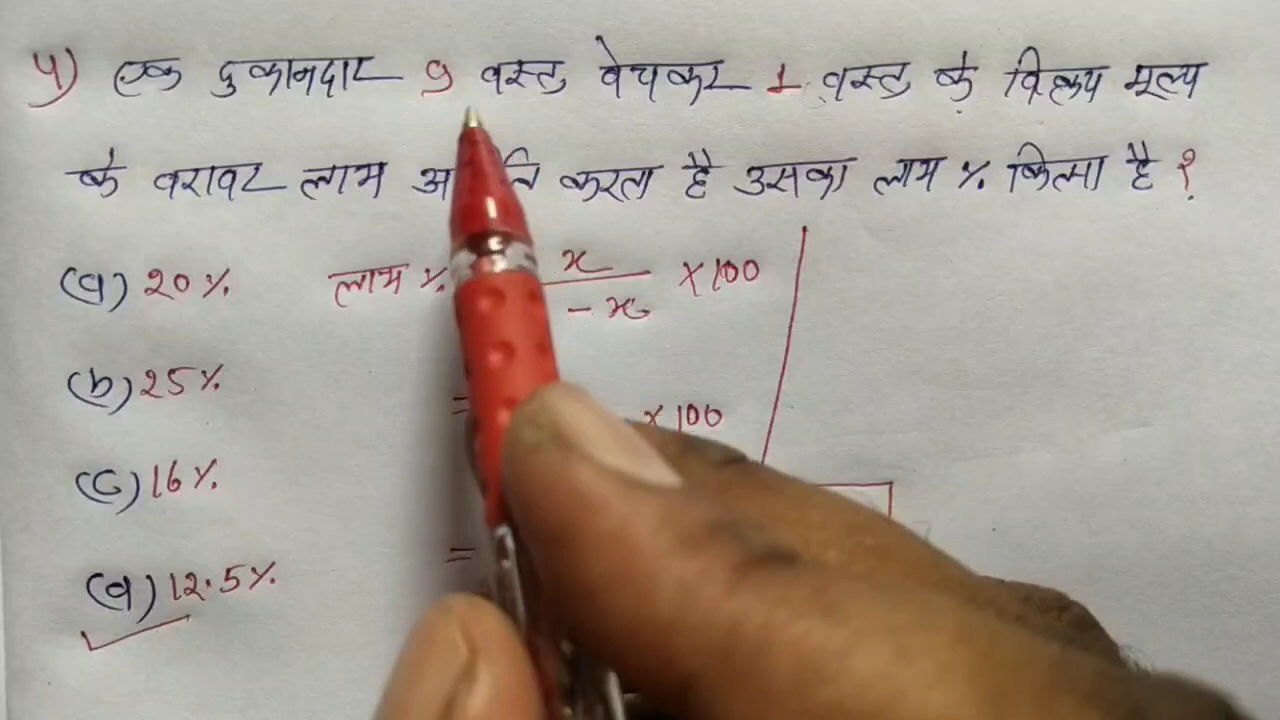 5) एक दुकानदार 9 वस्तु बेचकर 1 वस्तु के विक्रय मूल्य
के बराबर लाभ करता है उसका लाभ % कितना है ?
(a) 20 %
लाभ % x / - x × 100
(b) 25 %
= × 100
(c) 16 %
=
(d) 12.5 %